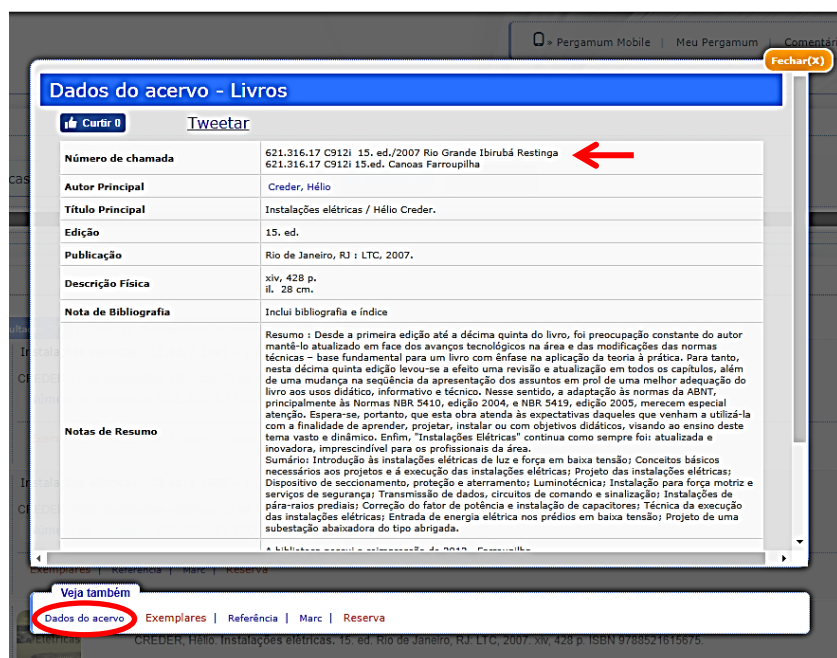 » Pergamum Mobile | Meu Pergamum | Comentári
Fechar(X)
Dados do acervo - Livros
Curtir 0 Tweetar
Número de chamada 621.316.17 C912i 15. ed./2007 Rio Grande Ibirubá Restinga
621.316.17 C912i 15.ed. Canoas Farroupilha
Autor Principal Creder, Hélio
Título Principal Instalações elétricas / Hélio Creder.
Edição 15. ed.
Publicação Rio de Janeiro, RJ : LTC, 2007.
Descrição Física xiv, 428 p.
il. 28 cm.
Nota de Bibliografia Inclui bibliografia e índice
Notas de Resumo
Resumo : Desde a primeira edição até a décima quinta do livro, foi preocupação constante do autor
mantê-lo atualizado em face dos avanços tecnológicos na área e das modificações das normas
técnicas – base fundamental para um livro com ênfase na aplicação da teoria à prática. Para tanto,
nesta décima quinta edição levou-se a efeito uma revisão e atualização em todos os capítulos, além
de uma mudança na seqüência da apresentação dos assuntos em prol de uma melhor adequação do
livro aos usos didático, informativo e técnico. Nesse sentido, a adaptação às normas da ABNT,
principalmente às Normas NBR 5410, edição 2004, e NBR 5419, edição 2005, merecem especial
atenção. Espera-se, portanto, que esta obra atenda às expectativas daqueles que venham a utilizá-la
com a finalidade de aprender, projetar, instalar ou com objetivos didáticos, visando ao ensino deste
tema vasto e dinâmico. Enfim, "Instalações Elétricas" continua como sempre foi: atualizada e
inovadora, imprescindível para os profissionais da área.
Sumário: Introdução às instalações elétricas de luz e força em baixa tensão; Conceitos básicos
necessários aos projetos e á execução das instalações elétricas; Projeto das instalações elétricas;
Dispositivo de seccionamento, proteção e aterramento; Luminotécnica; Instalação para força motriz e
serviços de segurança; Transmissão de dados, circuitos de comando e sinalização; Instalações de
pára-raios prediais; Correção do fator de potência e instalação de capacitores; Técnica da execução
das instalações elétricas; Entrada de energia elétrica nos prédios em baixa tensão; Projeto de uma
subestação abaixadora do tipo abrigada.
A biblioteca possui a reimpressão de 2012 - Farroupilha
Exemplares | Referência | Marc | Reserva
Veja também
Dados do acervo Exemplares | Referência | Marc | Reserva
CREDER, Hélio. Instalações elétricas. 15. ed. Rio de Janeiro, RJ: LTC, 2007. xiv, 428 p. ISBN 9788521615675.